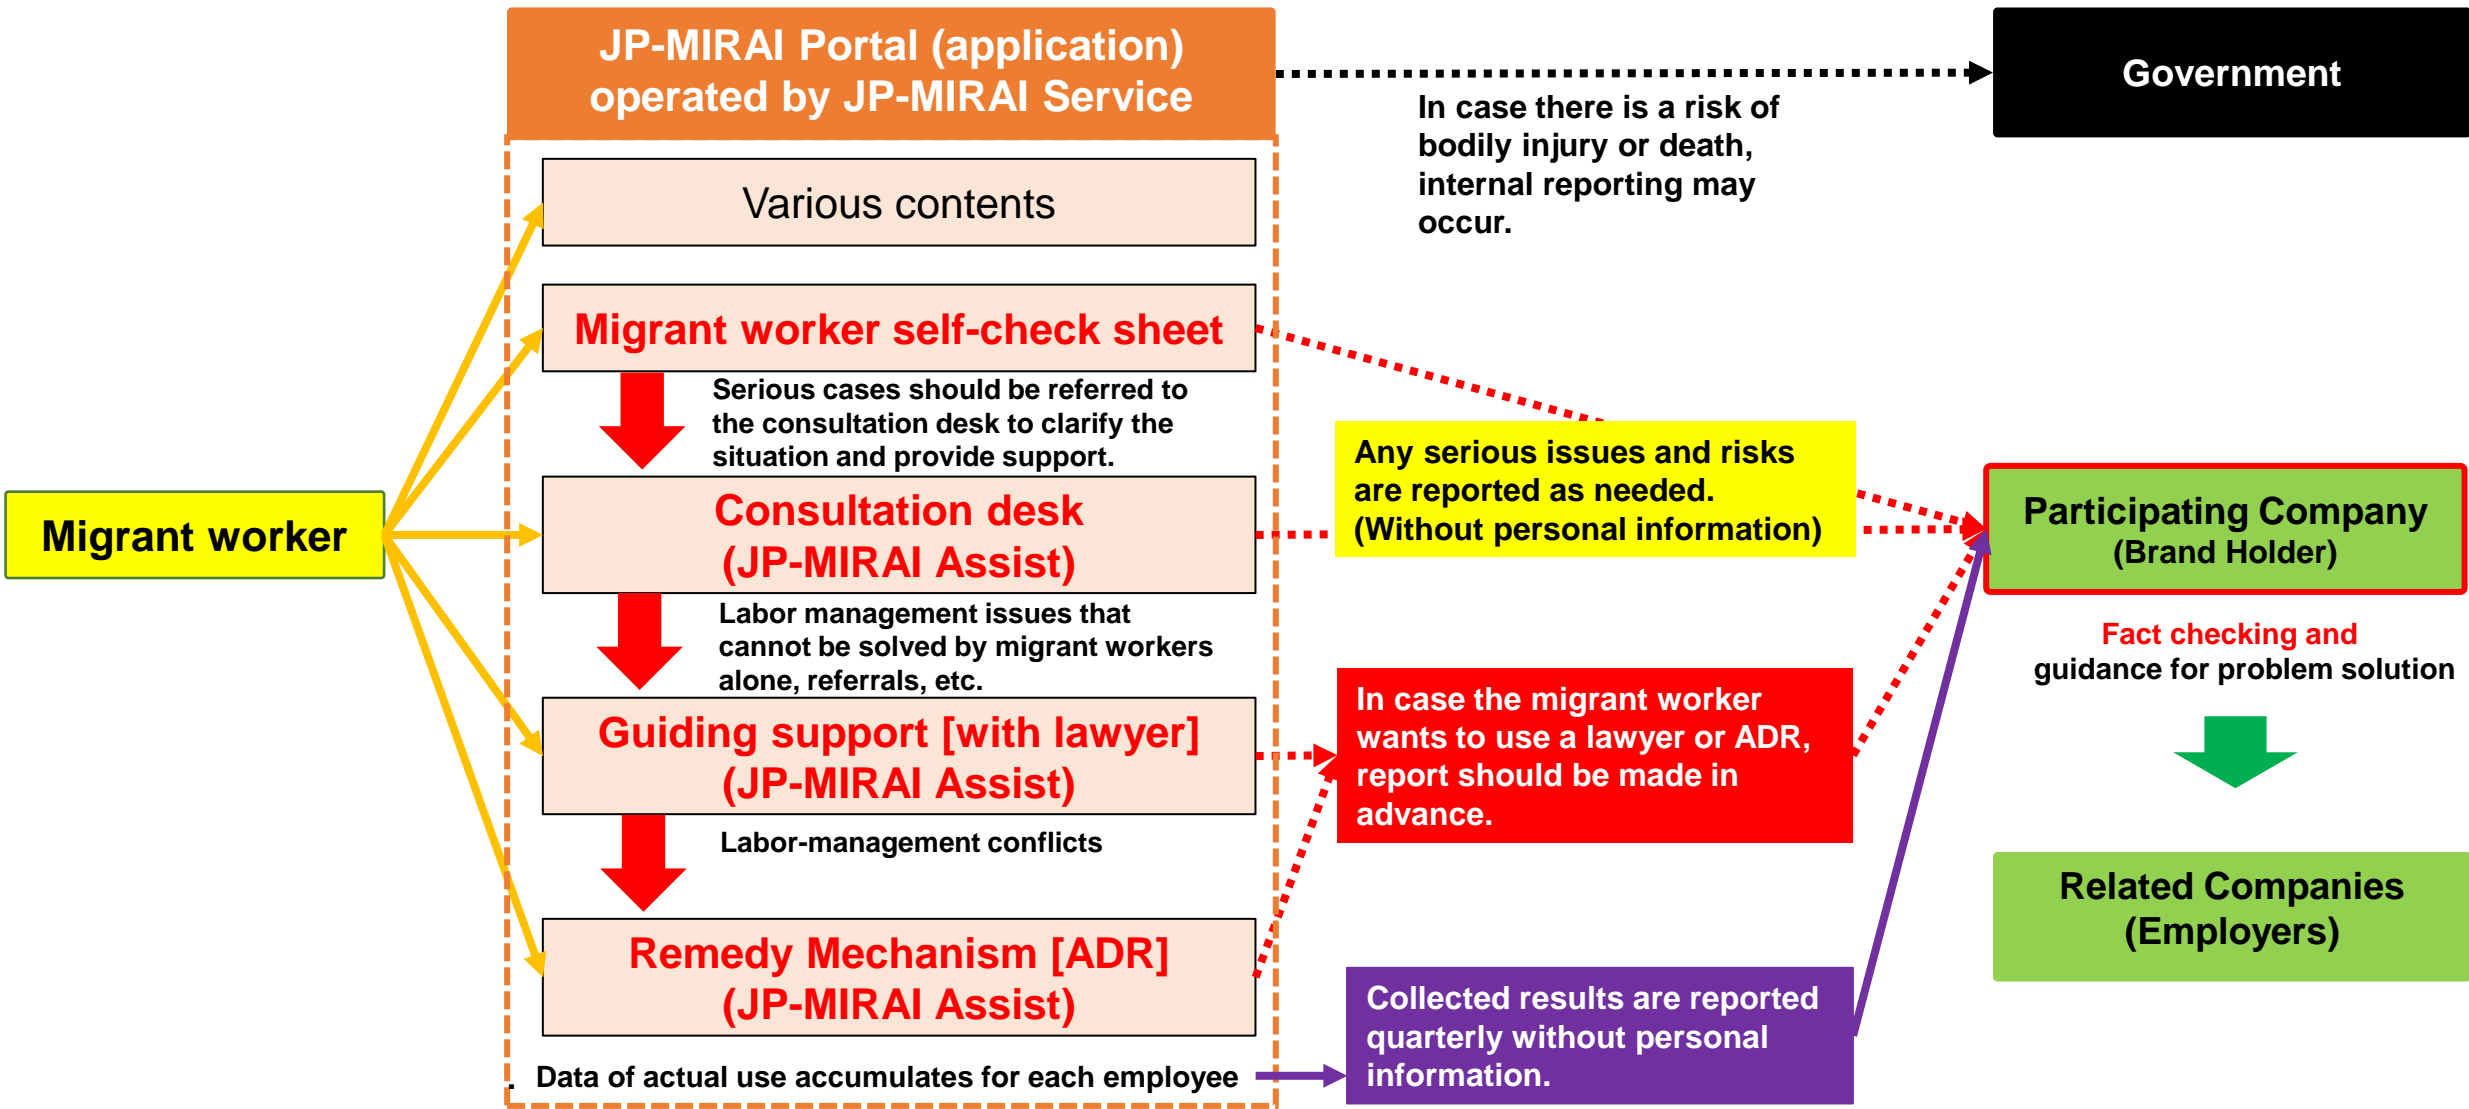 JP-MIRAI Portal (application)
operated by JP-MIRAI Service
Government
In case there is a risk of
bodily injury or death,
internal reporting may
occur.
Various contents
Migrant worker self-check sheet
Serious cases should be referred to
the consultation desk to clarify the
situation and provide support.
Any serious issues and risks
are reported as needed.
(Without personal information)
Migrant worker
Consultation desk
(JP-MIRAI Assist)
Participating Company
(Brand Holder)
Labor management issues that
cannot be solved by migrant workers
alone, referrals, etc.
Fact checking and
guidance for problem solution
Guiding support [with lawyer]
(JP-MIRAI Assist)
In case the migrant worker
wants to use a lawyer or ADR,
report should be made in
advance.
Labor-management conflicts
Related Companies
(Employers)
Remedy Mechanism [ADR]
(JP-MIRAI Assist)
Collected results are reported
quarterly without personal
information.
. Data of actual use accumulates for each employee